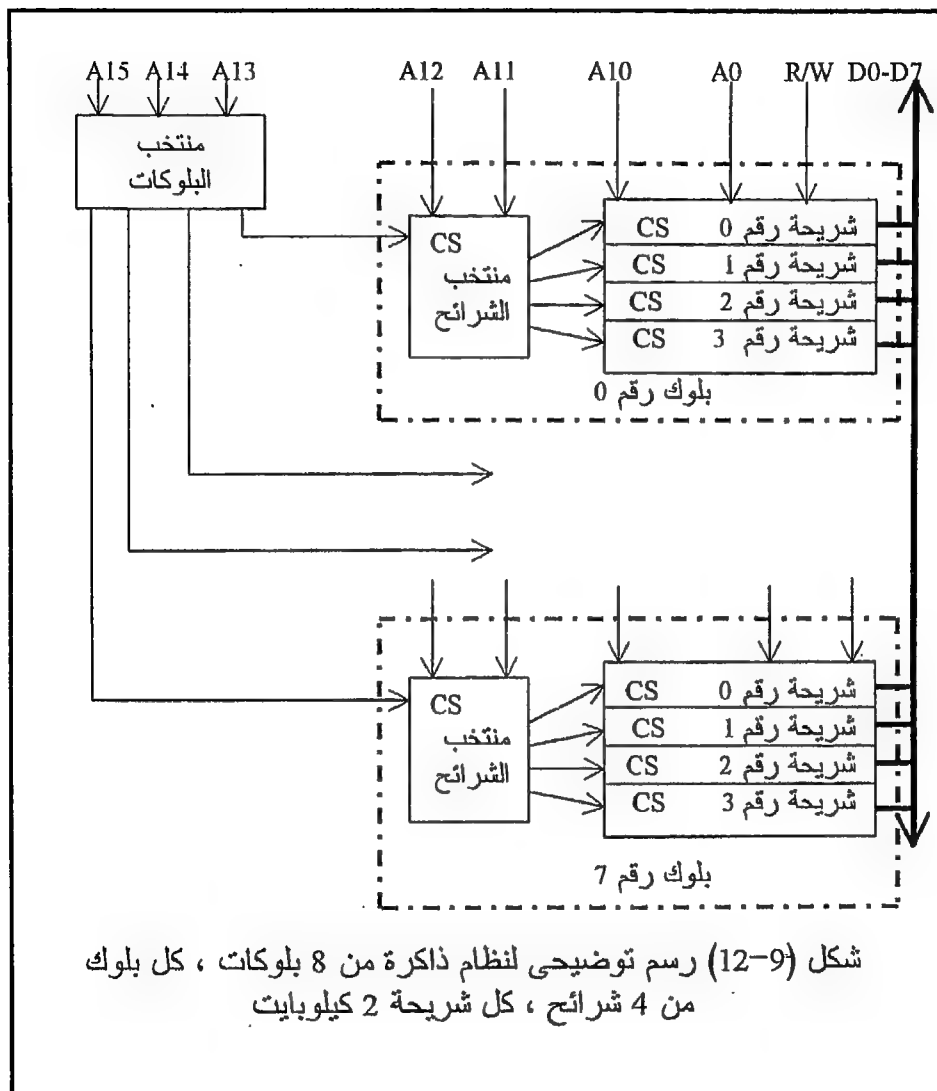 A15 A14 A13 A12 A11 A10 A0 R/W D0-D7
منتخب
البلوكات
CS
منتخب
الشرائح
شريحة رقم 0 CS
شريحة رقم 1 CS
شريحة رقم 2 CS
شريحة رقم 3 CS
بلوك رقم 0
CS
منتخب
الشرائح
شريحة رقم 0 CS
شريحة رقم 1 CS
شريحة رقم 2 CS
شريحة رقم 3 CS
بلوك رقم 7
شكل (9-12) رسم توضيحى لنظام ذاكرة من 8 بلوكات ، كل بلوك
من 4 شرائح ، كل شريحة 2 كيلوبايت